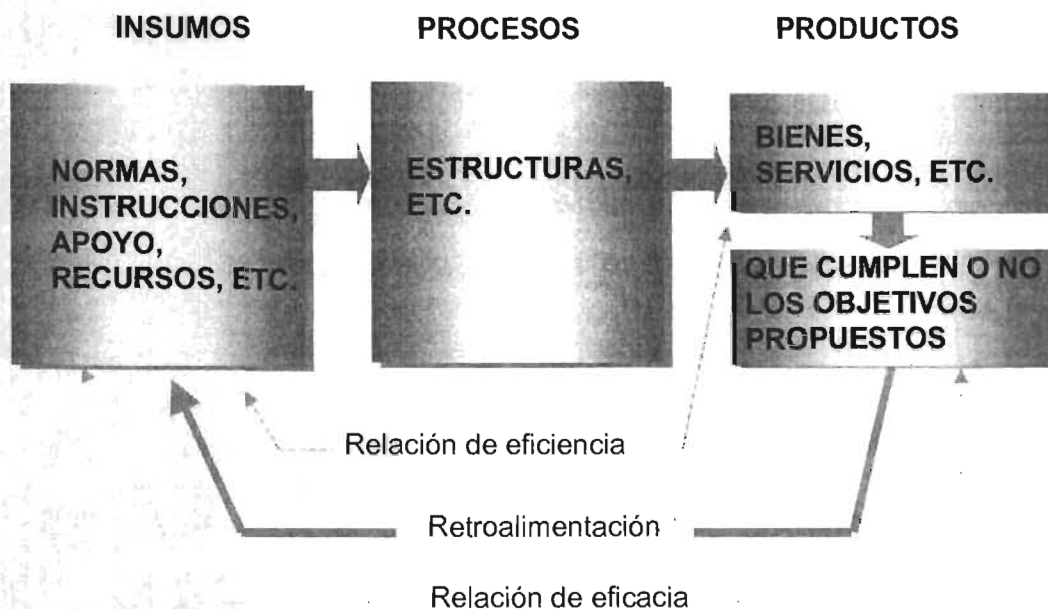 INSUMOS
PROCESOS
PRODUCTOS
NORMAS,
INSTRUCCIONES,
APOYO,
RECURSOS, ETC.
ESTRUCTURAS,
ETC.
BIENES,
SERVICIOS, ETC.
QUE CUMPLEN O NO
LOS OBJETIVOS
PROPUESTOS
Relación de eficiencia
Retroalimentación
Relación de eficacia